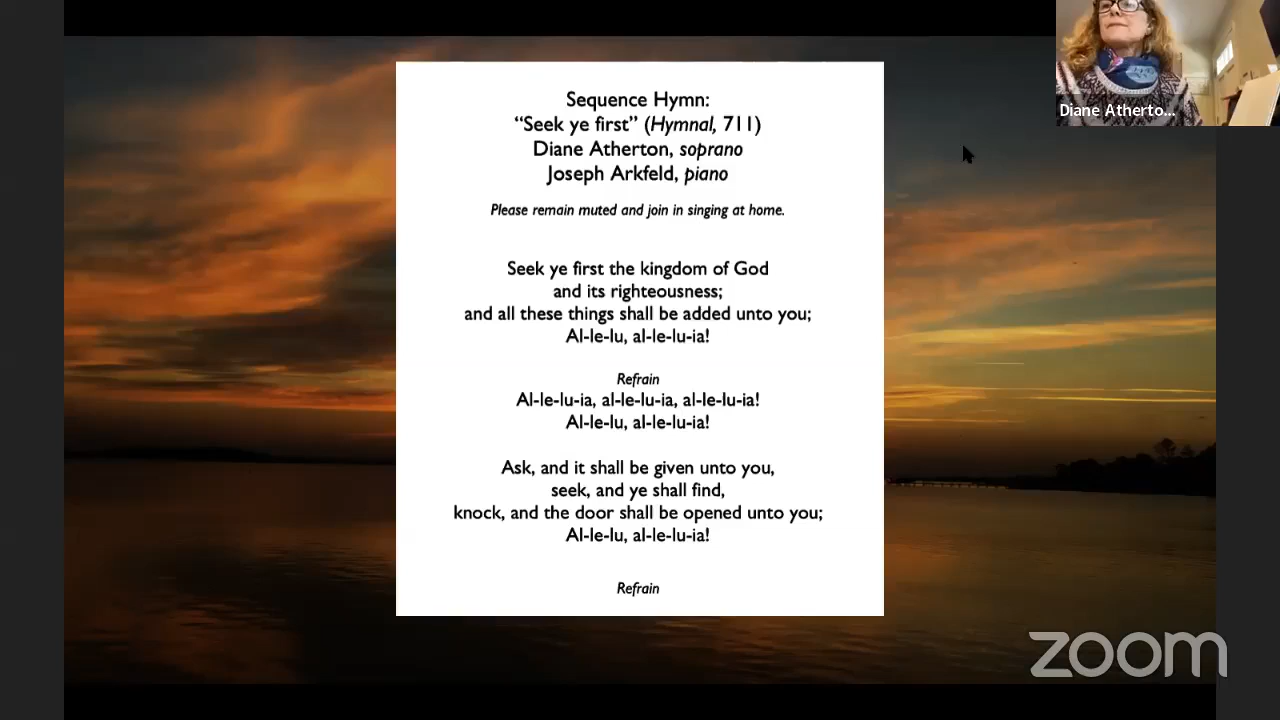 Sequence Hymn:
“Seek ye first” (Hymnal, 711)
Diane Atherton, soprano
Joseph Arkfeld, piano
Please remain muted and join in singing at home.
Seek ye first the kingdom of God
and its righteousness;
and all these things shall be added unto you;
Al-le-lu, al-le-lu-ia!
Refrain
Al-le-lu-ia, al-le-lu-ia, al-le-lu-ia!
Al-le-lu, al-le-lu-ia!
Ask, and it shall be given unto you,
seek, and ye shall find,
knock, and the door shall be opened unto you;
Al-le-lu, al-le-lu-ia!
Refrain
Diane Atherto...
zoom